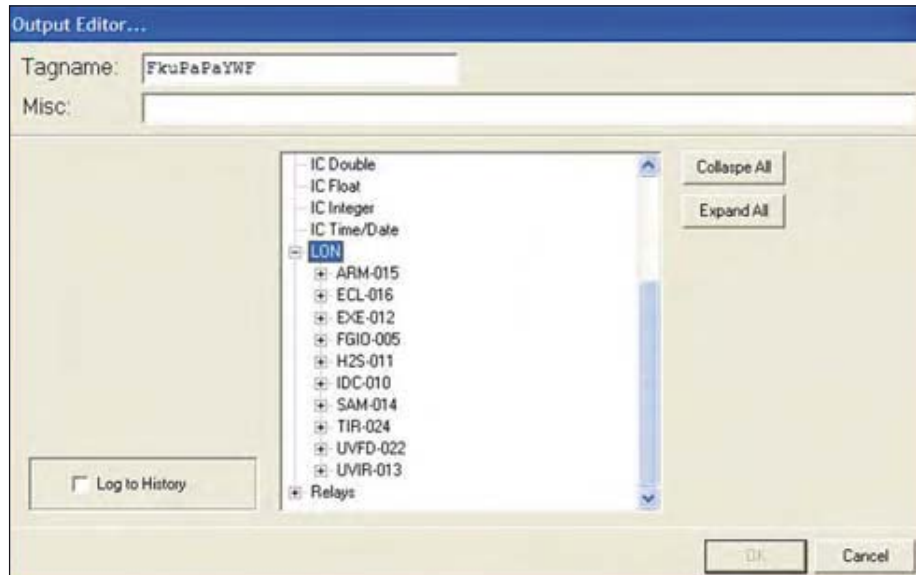 Output Editor...
Tagname: FkuPaPaYWF
Misc:
IC Double
IC Float
IC Integer
IC Time/Date
LON
ARM-015
ECL-016
EXE-012
FGIO-005
H2S-011
IDC-010
SAM-014
TIR-024
UVFD-022
UVIR-013
Relays
Collaspe All
Expand All
Log to History
OK
Cancel